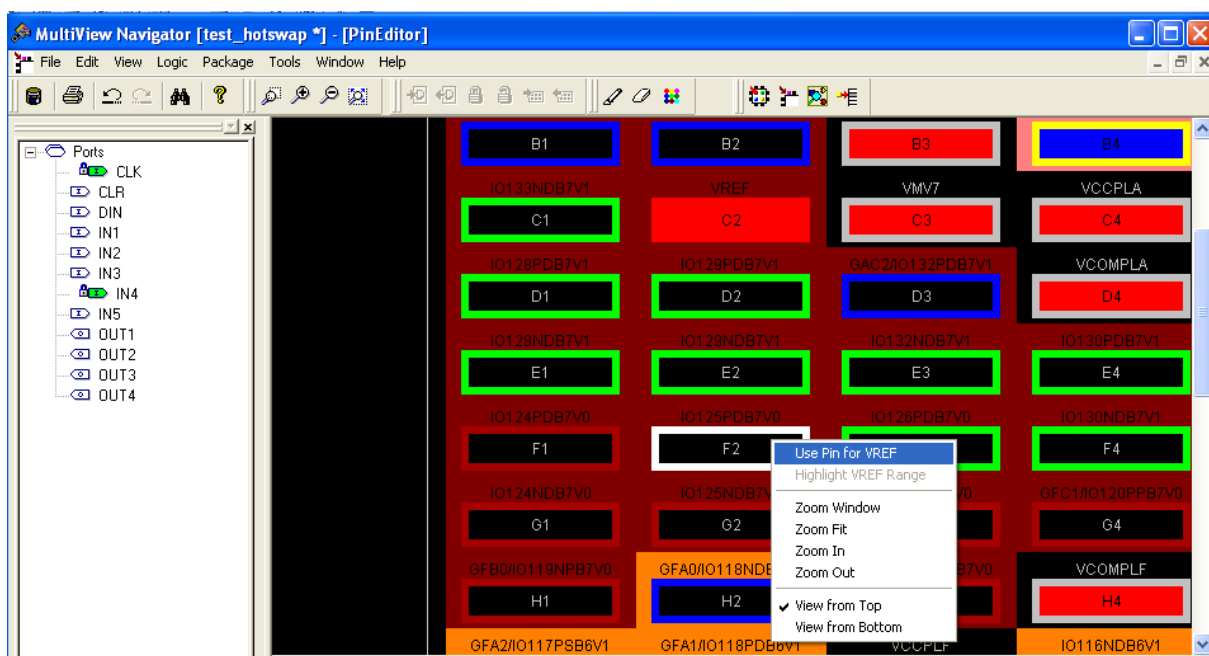 MultiView Navigator [test_hotswap *] - [PinEditor]
File Edit View Logic Package Tools Window Help
Ports
CLK
CLR
DIN
IN1
IN2
IN3
IN4
IN5
OUT1
OUT2
OUT3
OUT4
B1 B2 B3 B4
IO133NDB7V1 VREF VMV7 VCCPLA
C1 C2 C3 C4
IO128PDB7V1 IO129PDB7V1 GAC2/IO132PDB7V1 VCOMPLA
D1 D2 D3 D4
IO128NDB7V1 IO129NDB7V1 IO132NDB7V1 IO130PDB7V1
E1 E2 E3 E4
IO124PDB7V0 IO125PDB7V0 IO126PDB7V0 IO130NDB7V1
F1 F2 F4
IO124NDB7V0 GFC1/IO120PPB7V0
G1 G2 G4
GFB0/IO119NPB7V0 VCOMPLF
H1 H2 H4
GFA2/IO117PSB6V1 GFA1/IO118PDB6V1 VCCPLF IO116NDB6V1
Use Pin for VREF
Highlight VREF Range
Zoom Window
Zoom Fit
Zoom In
Zoom Out
View from Top
View from Bottom